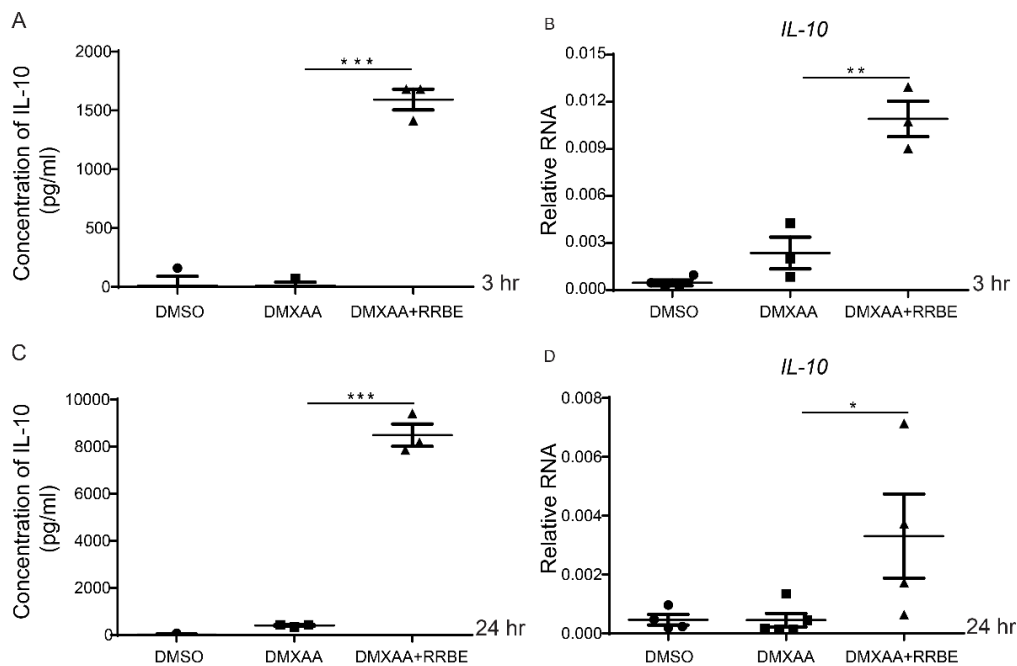 A
Concentration of IL-10
(pg/ml)
2000
1500
1000
500
0
***
DMSO
DMXAA
DMXAA+RRBE
3 hr
B
IL-10
Relative RNA
0.015
0.012
0.009
0.006
0.003
0.000
**
DMSO
DMXAA
DMXAA+RRBE
3 hr
C
Concentration of IL-10
(pg/ml)
10000
8000
6000
4000
2000
0
***
DMSO
DMXAA
DMXAA+RRBE
24 hr
D
IL-10
Relative RNA
0.008
0.006
0.004
0.002
0.000
*
DMSO
DMXAA
DMXAA+RRBE
24 hr